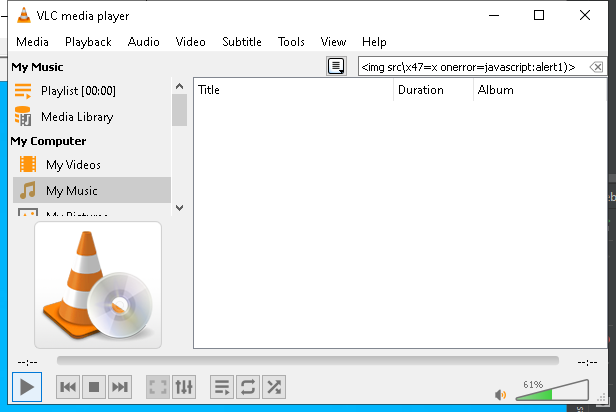 VLC media player
Media Playback Audio Video Subtitle Tools View Help
My Music
<img src\x47=x onerror=javascript:alert1)>
Playlist [00:00]
Media Library
My Computer
My Videos
My Music
My Pictures
Title Duration Album
--:--
--:--
61%